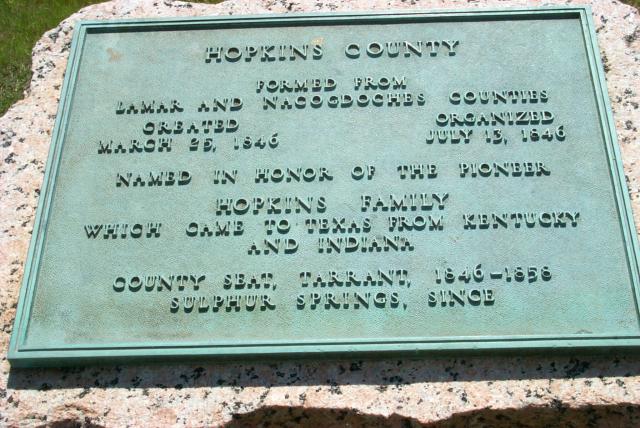 HOPKINS COUNTY
FORMED FROM
LAMAR AND NACOGDOCHES COUNTIES
CREATED ORGANIZED
MARCH 25, 1846 JULY 13, 1846
NAMED IN HONOR OF THE PIONEER
HOPKINS FAMILY
WHICH CAME TO TEXAS FROM KENTUCKY
AND INDIANA
COUNTY SEAT, TARRANT, 1846-1858
SULPHUR SPRINGS, SINCE